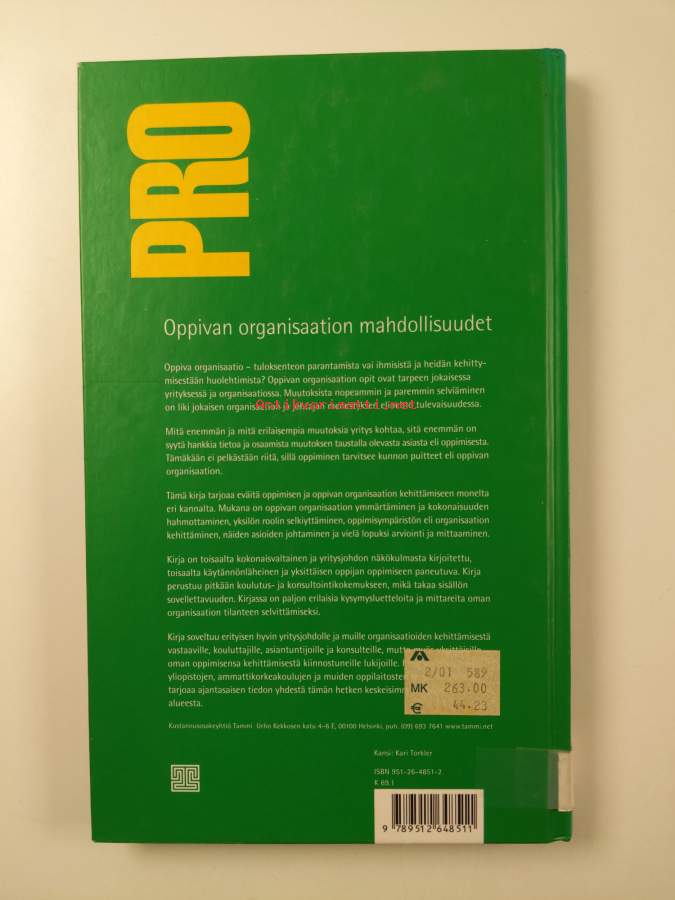 PRO
Oppivan organisaation mahdollisuudet
Oppiva organisaatio – tuloksenteon parantamista vai ihmisistä ja heidän kehitty-
misestään huolehtimista? Oppivan organisaation opit ovat tarpeen jokaisessa
yrityksessä ja organisaatiossa. Muutoksista nopeammin ja paremmin selviäminen
on liki jokaisen organisaation ja elinehto tulevaisuudessa.
Antikvariaatti.net
Mitä enemmän ja mitä erilaisempia muutoksia yritys kohtaa, sitä enemmän on
syytä hankkia tietoa ja osaamista muutoksen taustalla olevasta asiasta eli oppimisesta.
Tämäkään ei pelkästään riitä, sillä oppiminen tarvitsee kunnon puitteet eli oppivan
organisaation.
Tämä kirja tarjoaa eväitä oppimisen ja oppivan organisaation kehittämiseen monelta
eri kannalta. Mukana on oppivan organisaation ymmärtäminen ja kokonaisuuden
hahmottaminen, yksilön roolin selkiyttäminen, oppimisympäristön eli organisaation
kehittäminen, näiden asioiden johtaminen ja vielä lopuksi arviointi ja mittaaminen.
Kirja on toisaalta kokonaisvaltainen ja yritysjohdon näkökulmasta kirjoitettu,
toisaalta käytännönläheinen ja yksittäisen oppijan oppimiseen paneutuva. Kirja
perustuu pitkään koulutus- ja konsultointikokemukseen, mikä takaa sisällön
sovellettavuuden. Kirjassa on paljon erilaisia kysymysluetteloita ja mittareita oman
organisaation tilanteen selvittämiseksi.
Kirja soveltuu erityisen hyvin yritysjohdolle ja muille organisaatioiden kehittämisestä
vastaaville, kouluttajille, asiantuntijoille ja konsulteille, mutta myös yksittäisille
oman oppimisensa kehittämisestä kiinnostuneille lukijoille.
yliopistojen, ammattikorkeakoulujen ja muiden oppilaitosten
tarjoaa ajantasaisen tiedon yhdestä tämän hetken
alueesta.
2/01 589
MK 263.00
€ 44.23
Kustannusosakeyhtiö Tammi Urho Kekkosen katu 4–6 E, 00100 Helsinki, puh. (09) 693 7641 www.tammi.net
Kansi: Kari Torkler
ISBN 951-26-4851-2
K 69.1
9 789512 648511